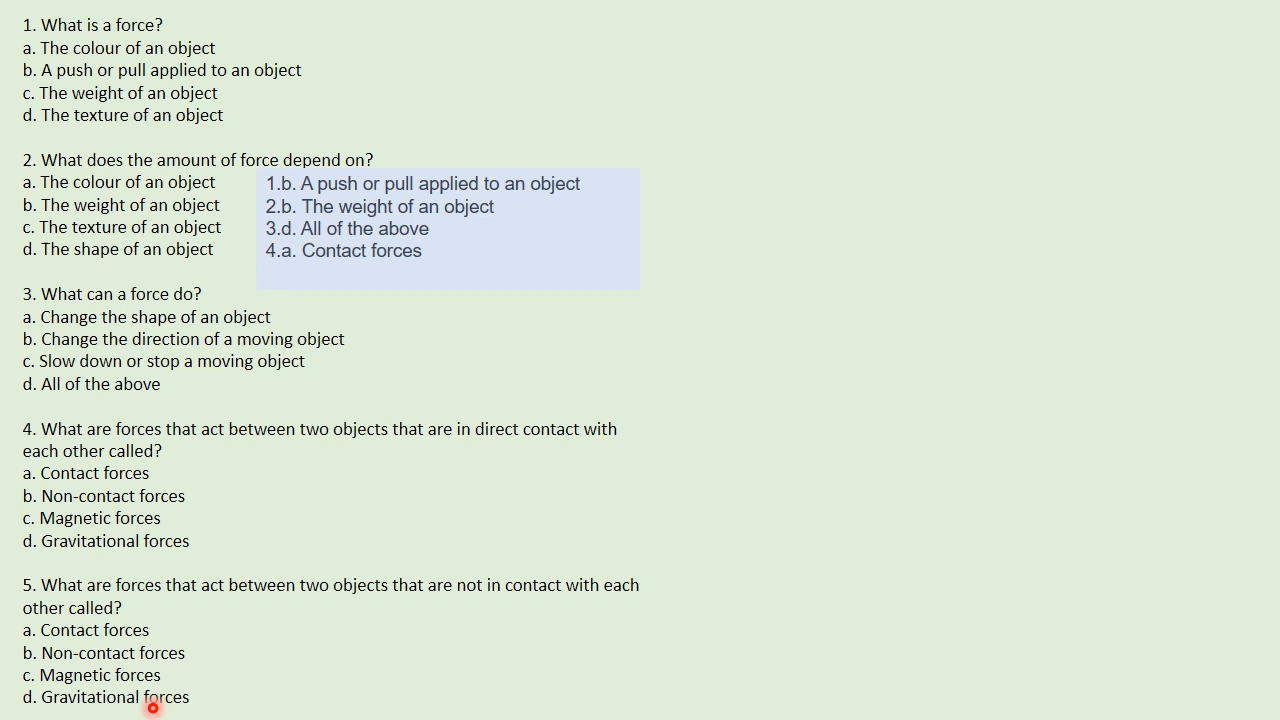 1. What is a force?
a. The colour of an object
b. A push or pull applied to an object
c. The weight of an object
d. The texture of an object
2. What does the amount of force depend on?
a. The colour of an object
b. The weight of an object
c. The texture of an object
d. The shape of an object
1.b. A push or pull applied to an object
2.b. The weight of an object
3.d. All of the above
4.a. Contact forces
3. What can a force do?
a. Change the shape of an object
b. Change the direction of a moving object
c. Slow down or stop a moving object
d. All of the above
4. What are forces that act between two objects that are in direct contact with
each other called?
a. Contact forces
b. Non-contact forces
c. Magnetic forces
d. Gravitational forces
5. What are forces that act between two objects that are not in contact with each
other called?
a. Contact forces
b. Non-contact forces
c. Magnetic forces
d. Gravitational forces